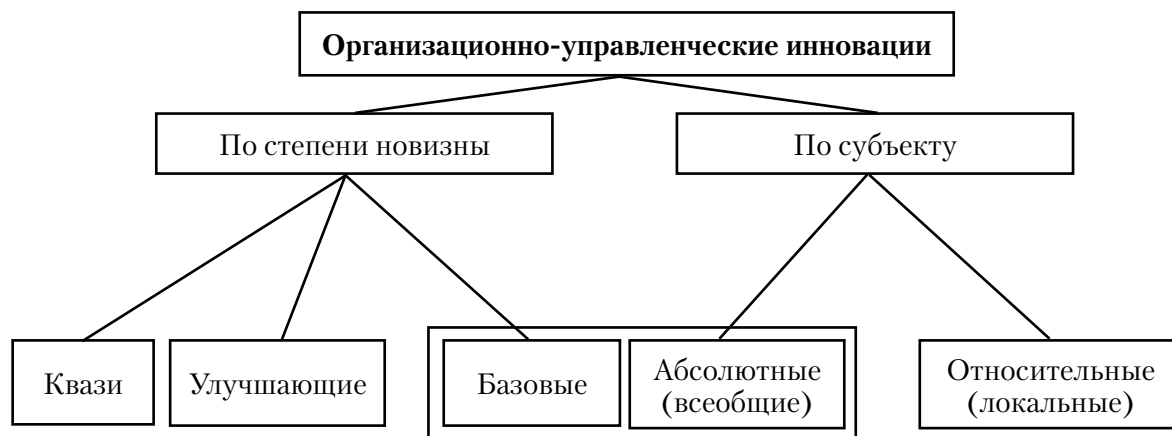 Организационно-управленческие инновации
По степени новизны
По субъекту
Квази
Улучшающие
Базовые
Абсолютные
(всеобщие)
Относительные
(локальные)